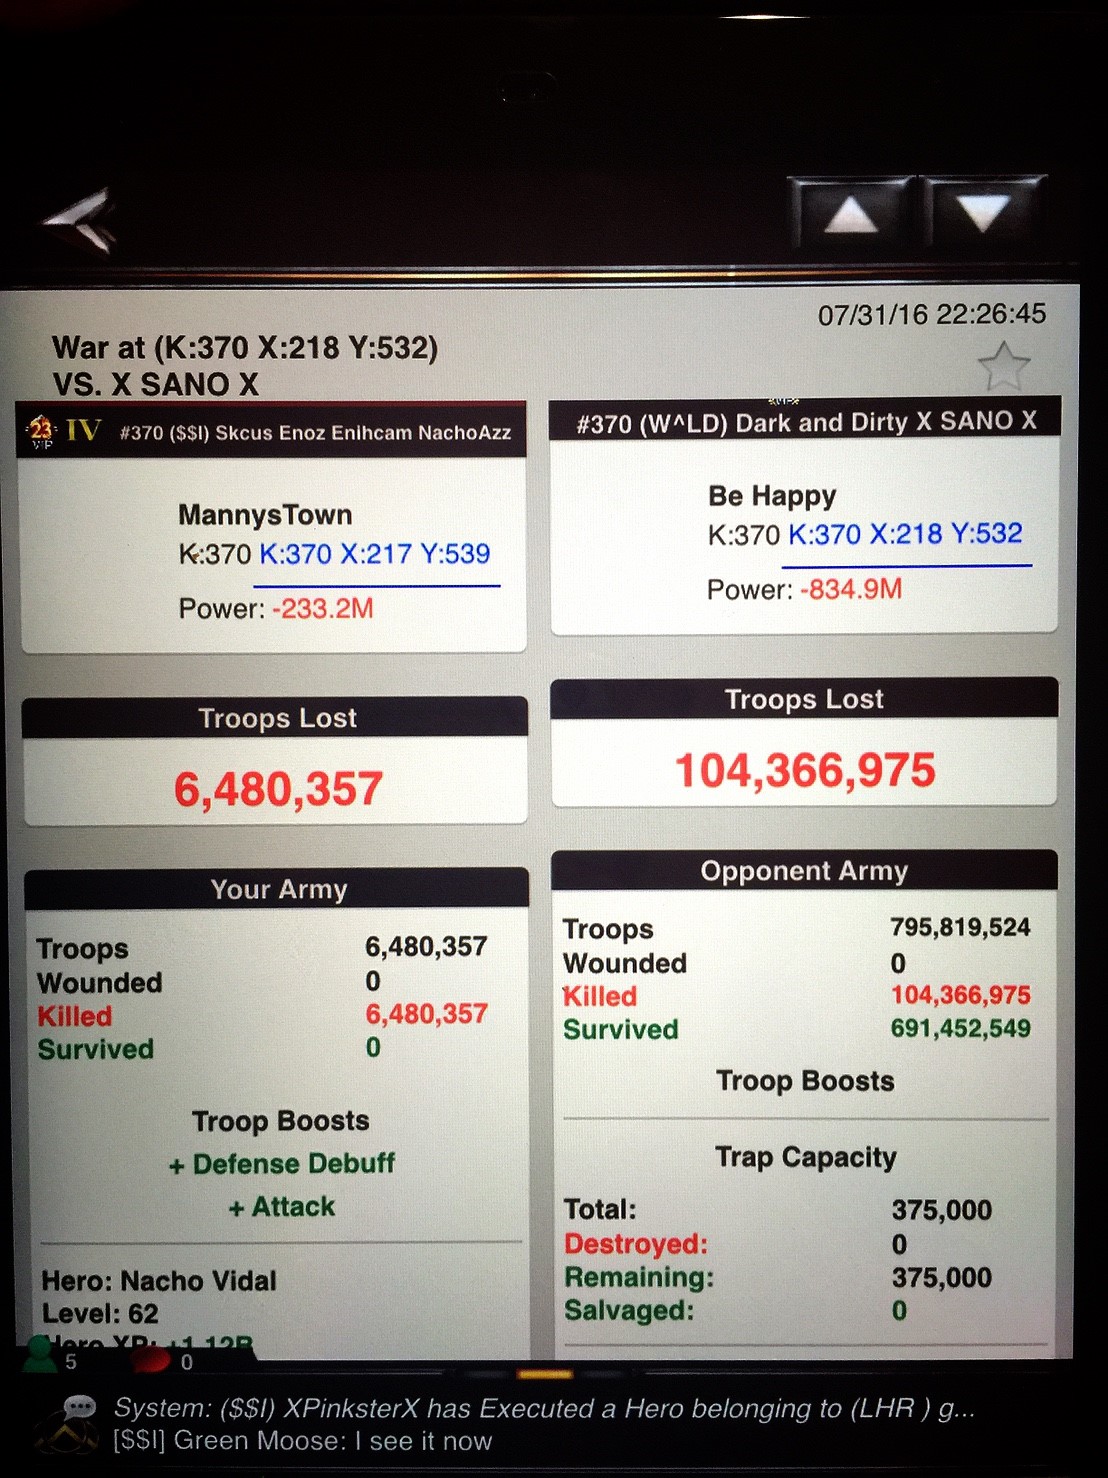 07/31/16 22:26:45
War at (K:370 X:218 Y:532)
VS. X SANO X
23 VIP IV #370 ($$I) Skcus Enoz Enihcam NachoAzz
MannysTown
K:370 K:370 X:217 Y:539
Power: -233.2M
Troops Lost
6,480,357
Your Army
Troops 6,480,357
Wounded 0
Killed 6,480,357
Survived 0
Troop Boosts
+ Defense Debuff
+ Attack
Hero: Nacho Vidal
Level: 62
Hero XP: +1.12B
#370 (W^LD) Dark and Dirty X SANO X
Be Happy
K:370 K:370 X:218 Y:532
Power: -834.9M
Troops Lost
104,366,975
Opponent Army
Troops 795,819,524
Wounded 0
Killed 104,366,975
Survived 691,452,549
Troop Boosts
Trap Capacity
Total: 375,000
Destroyed: 0
Remaining: 375,000
Salvaged: 0
5 0
System: ($$I) XPinksterX has Executed a Hero belonging to (LHR ) g...
[$$I] Green Moose: I see it now